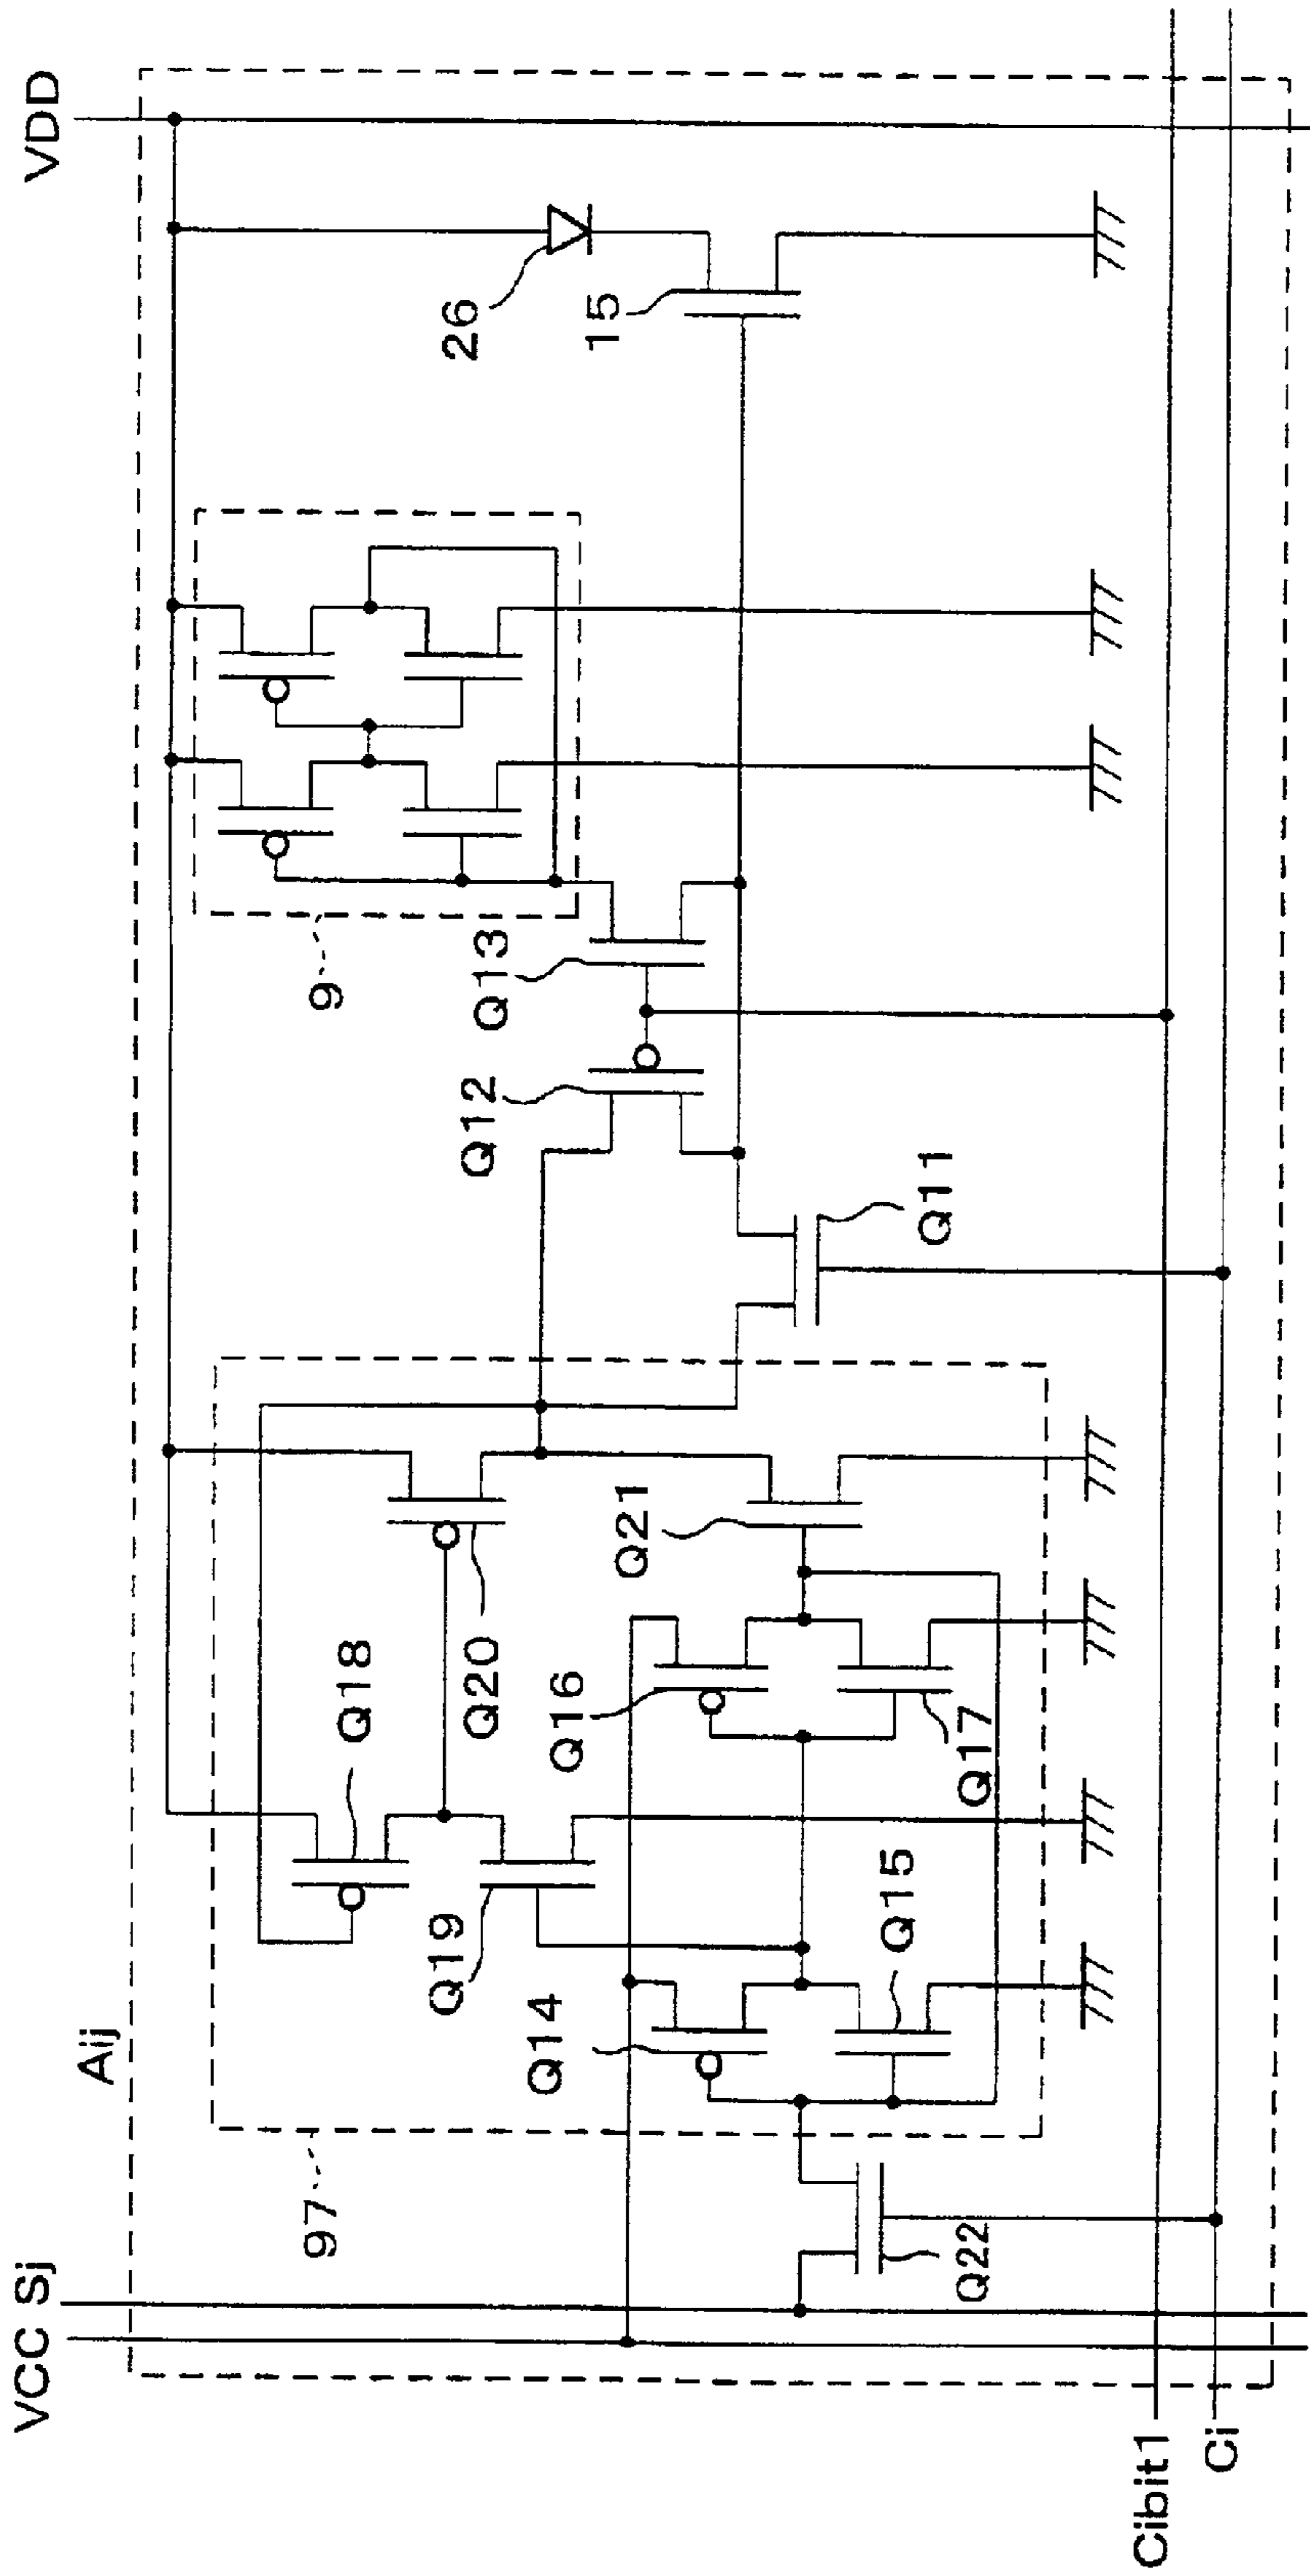 VDD
26
15
9
Q13
Q12
Q11
Q21
Q18
Q20
Q16
Q17
Q19
Q15
Q14
Aij
97
Q22
VCC Sj
Cibit1
Ci